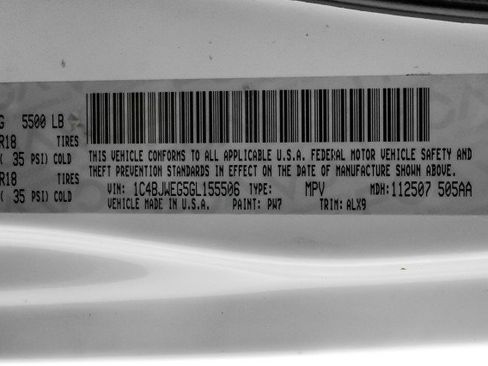 G 5500 LB
R18 TIRES
( 35 PSI) COLD
R18 TIRES
( 35 PSI) COLD
THIS VEHICLE CONFORMS TO ALL APPLICABLE U.S.A. FEDERAL MOTOR VEHICLE SAFETY AND
THEFT PREVENTION STANDARDS IN EFFECT ON THE DATE OF MANUFACTURE SHOWN ABOVE.
VIN: 1C4BJWEG5GL155506 TYPE: MPV MDH: 112507 505AA
VEHICLE MADE IN U.S.A. PAINT: PW7 TRIM: ALX9